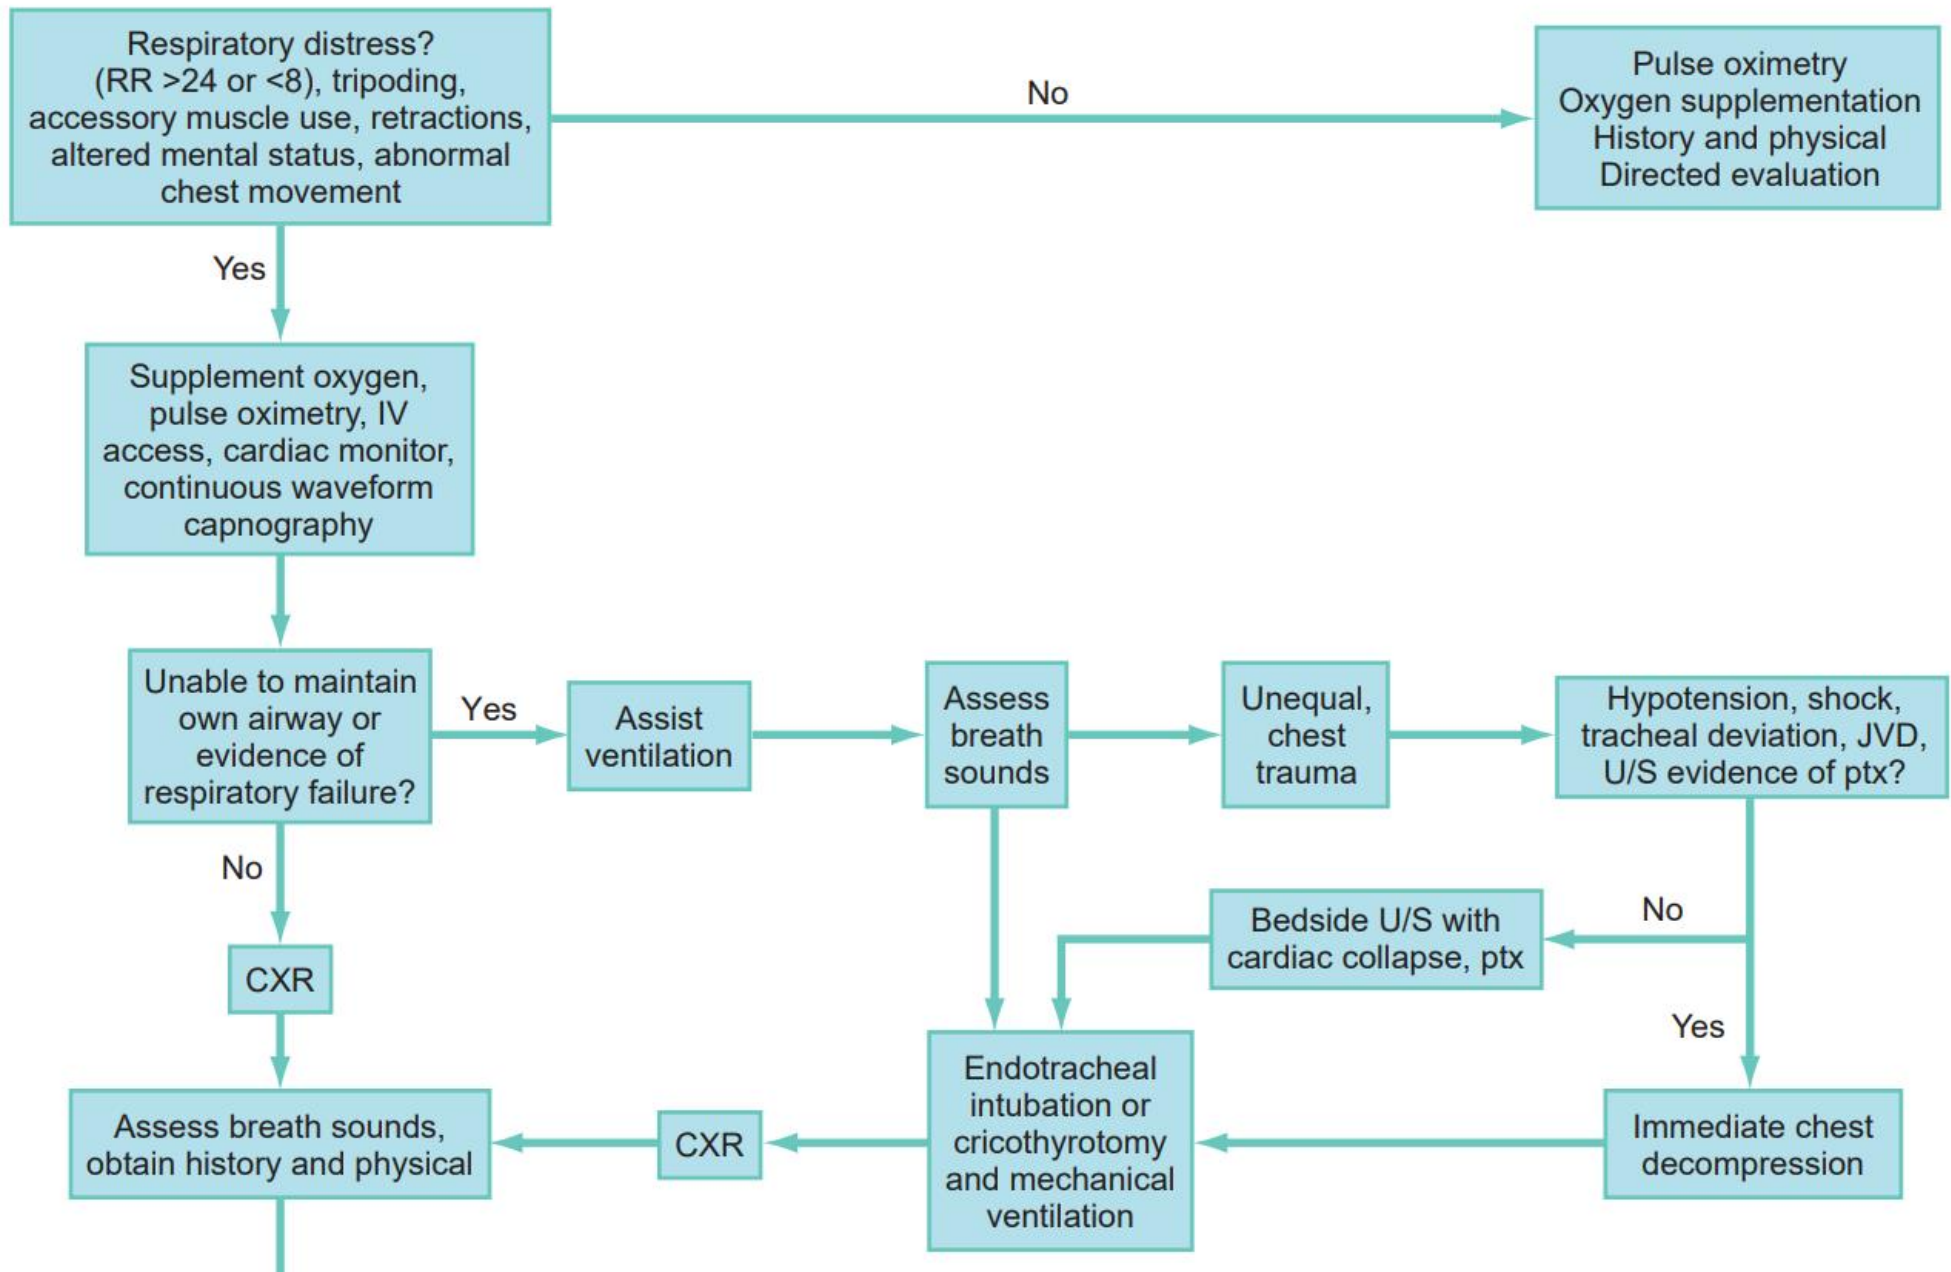 Respiratory distress?
(RR >24 or <8), tripoding,
accessory muscle use, retractions,
altered mental status, abnormal
chest movement
No
Pulse oximetry
Oxygen supplementation
History and physical
Directed evaluation
Yes
Supplement oxygen,
pulse oximetry, IV
access, cardiac monitor,
continuous waveform
capnography
Unable to maintain
own airway or
evidence of
respiratory failure?
Yes
Assist
ventilation
Assess
breath
sounds
Unequal,
chest
trauma
Hypotension, shock,
tracheal deviation, JVD,
U/S evidence of ptx?
No
Bedside U/S with
cardiac collapse, ptx
No
Yes
CXR
Assess breath sounds,
obtain history and physical
CXR
Endotracheal
intubation or
cricothyrotomy
and mechanical
ventilation
Immediate chest
decompression